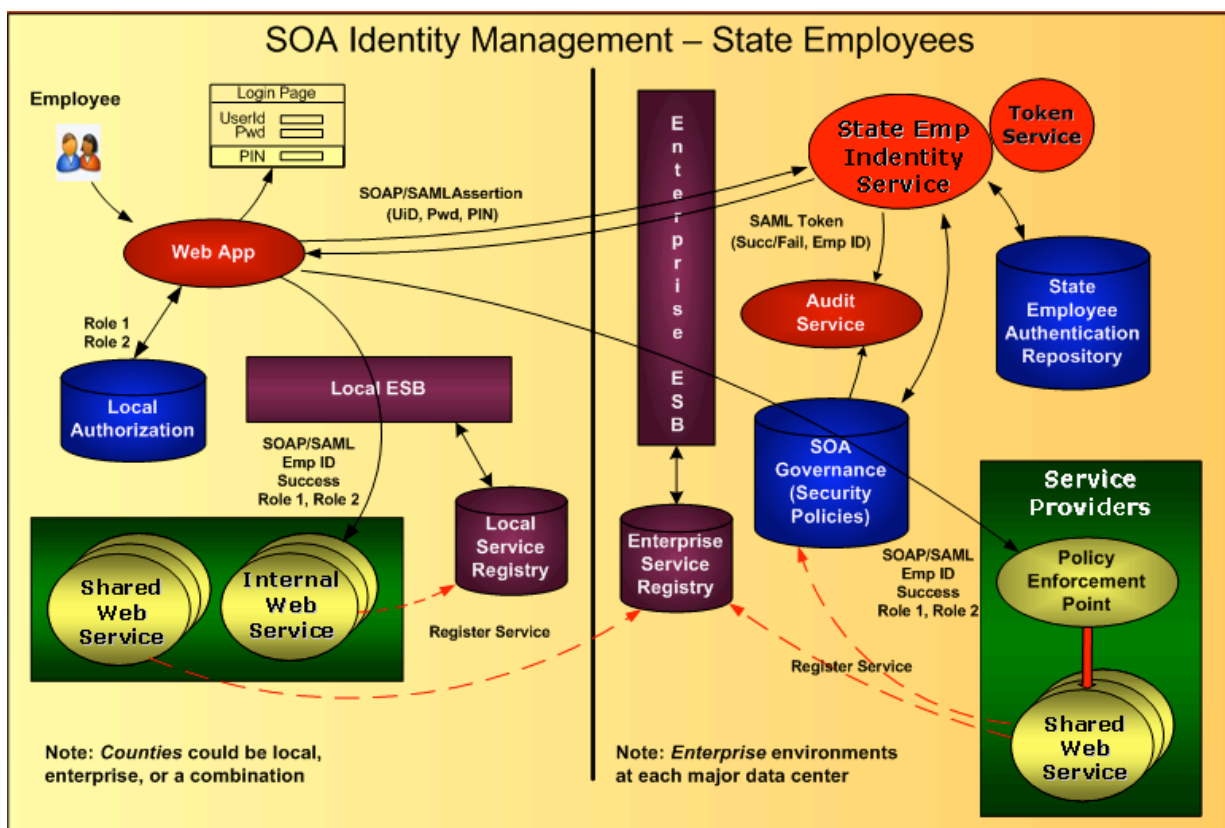 SOA Identity Management – State Employees
Employee
Login Page
UserId
Pwd
PIN
SOAP/SAMLAssertion
(UiD, Pwd, PIN)
Web App
Role 1
Role 2
Local
Authorization
Local ESB
SOAP/SAML
Emp ID
Success
Role 1, Role 2
Local
Service
Registry
Shared
Web
Service
Internal
Web
Service
Register Service
Note: Counties could be local,
enterprise, or a combination
Enterprise ESB
State Emp
Indentity
Service
Token
Service
SAML Token
(Succ/Fail, Emp ID)
Audit
Service
State
Employee
Authentication
Repository
SOA
Governance
(Security
Policies)
Enterprise
Service
Registry
SOAP/SAML
Emp ID
Success
Role 1, Role 2
Service
Providers
Policy
Enforcement
Point
Register Service
Shared
Web
Service
Note: Enterprise environments
at each major data center